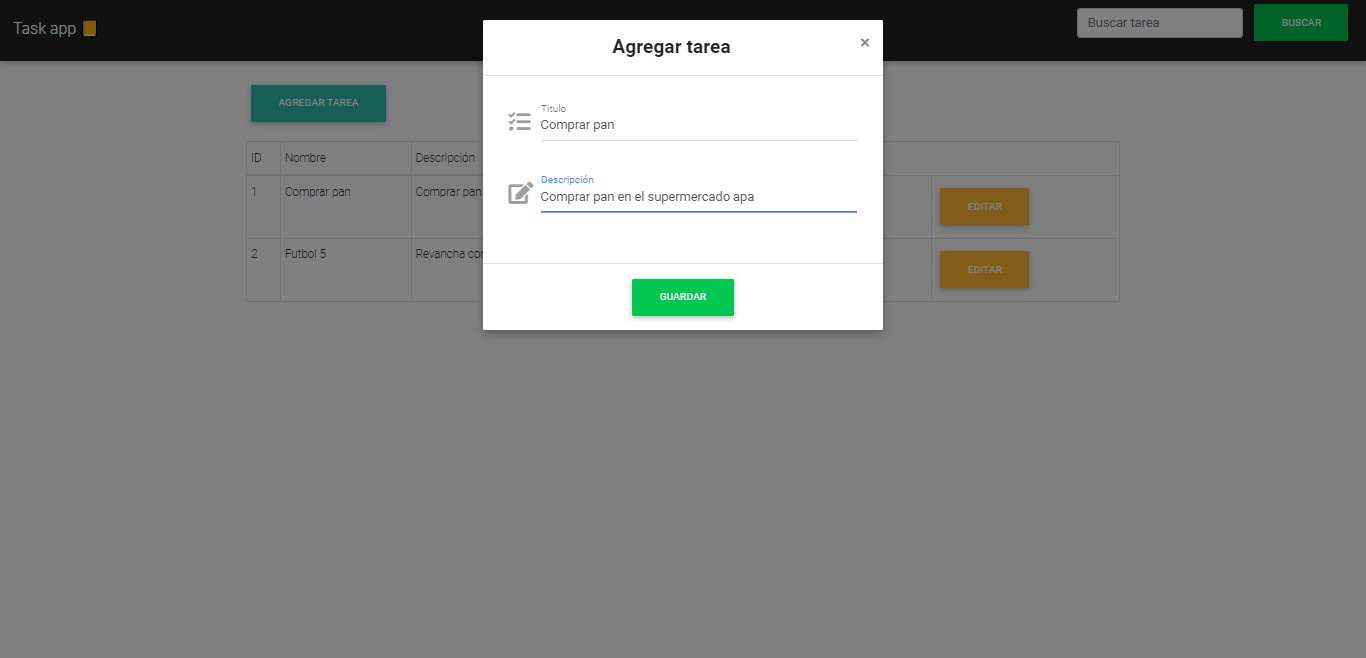 Task app
Buscar tarea
BUSCAR
Agregar tarea
×
Titulo
Comprar pan
Descripción
Comprar pan en el supermercado apa
GUARDAR
AGREGAR TAREA
ID Nombre Descripción
1 Comprar pan Comprar pan EDITAR
2 Futbol 5 Revancha EDITAR